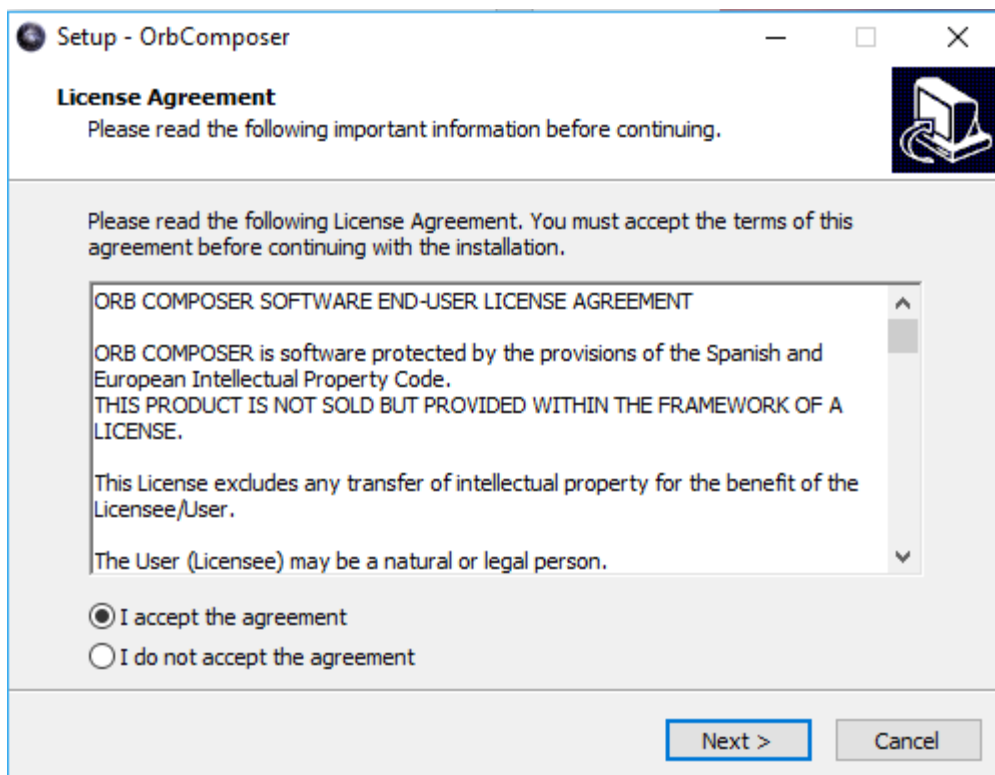 Setup - OrbComposer
License Agreement
Please read the following important information before continuing.
Please read the following License Agreement. You must accept the terms of this
agreement before continuing with the installation.
ORB COMPOSER SOFTWARE END-USER LICENSE AGREEMENT
ORB COMPOSER is software protected by the provisions of the Spanish and
European Intellectual Property Code.
THIS PRODUCT IS NOT SOLD BUT PROVIDED WITHIN THE FRAMEWORK OF A
LICENSE.
This License excludes any transfer of intellectual property for the benefit of the
Licensee/User.
The User (Licensee) may be a natural or legal person.
I accept the agreement
I do not accept the agreement
Next >
Cancel